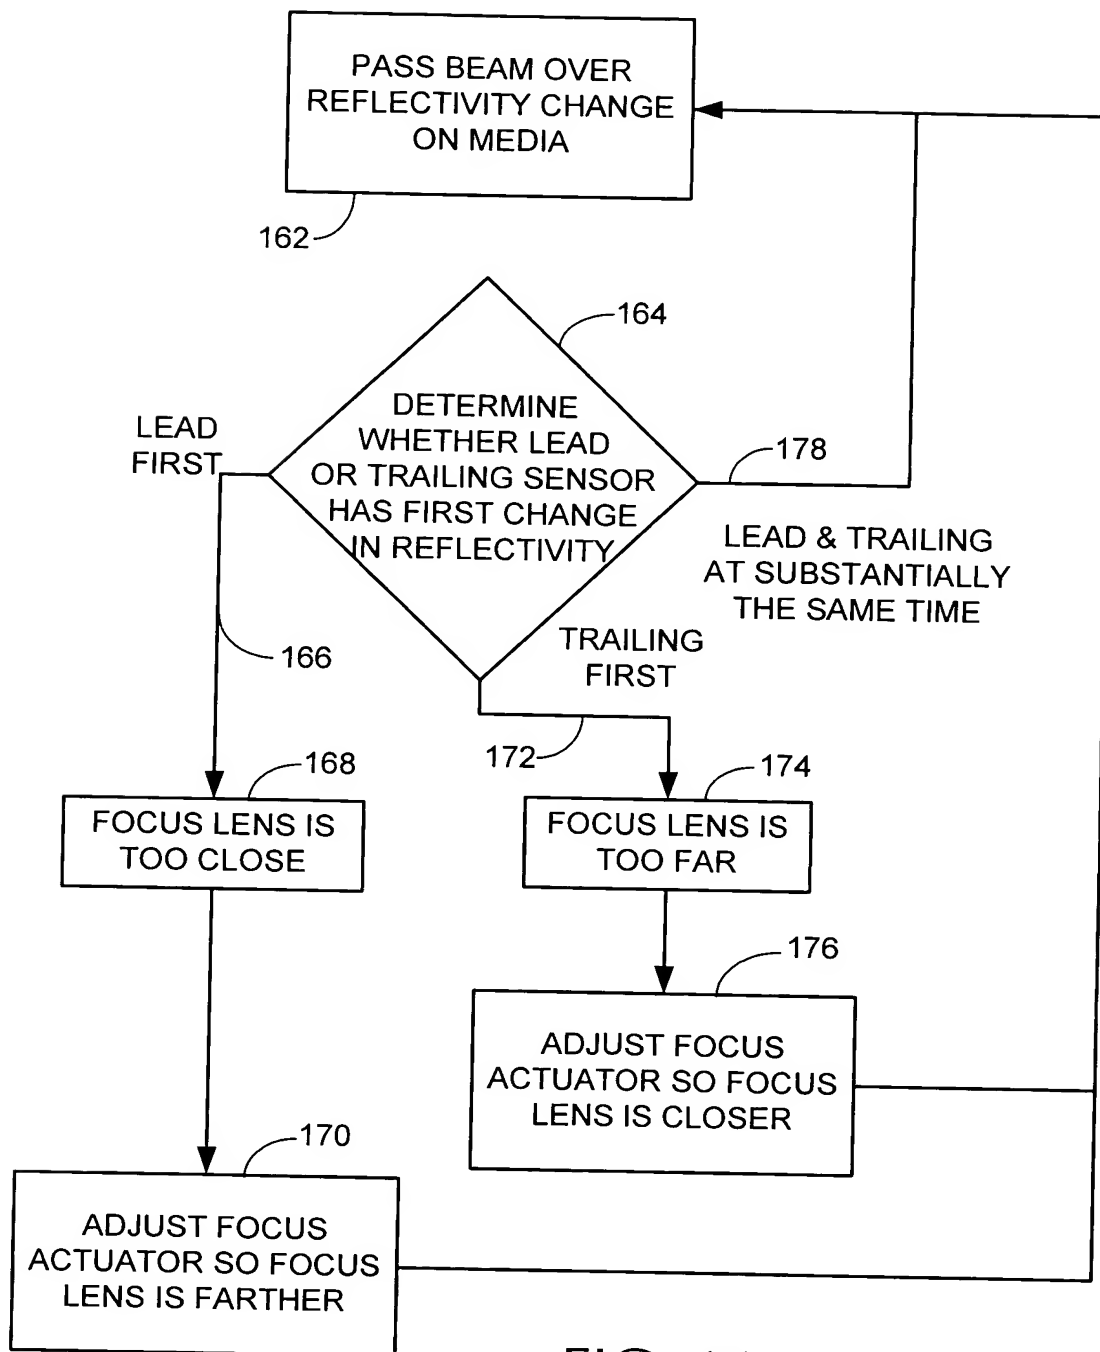 PASS BEAM OVER
REFLECTIVITY CHANGE
ON MEDIA
162
164
DETERMINE
WHETHER LEAD
OR TRAILING SENSOR
HAS FIRST CHANGE
IN REFLECTIVITY
LEAD
FIRST
178
LEAD & TRAILING
AT SUBSTANTIALLY
THE SAME TIME
166
TRAILING
FIRST
172
168
FOCUS LENS IS
TOO CLOSE
174
FOCUS LENS IS
TOO FAR
176
ADJUST FOCUS
ACTUATOR SO FOCUS
LENS IS CLOSER
170
ADJUST FOCUS
ACTUATOR SO FOCUS
LENS IS FARTHER